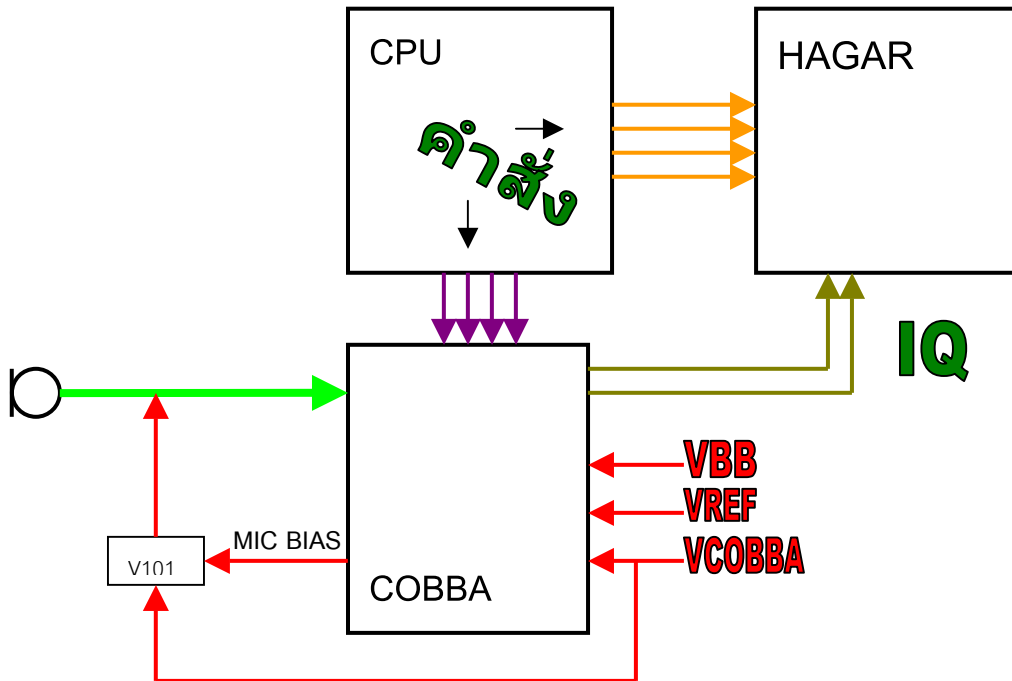 CPU
HAGAR
คำสั่ง
IQ
VBB
VREF
MIC BIAS
VCOBBA
V101
COBBA